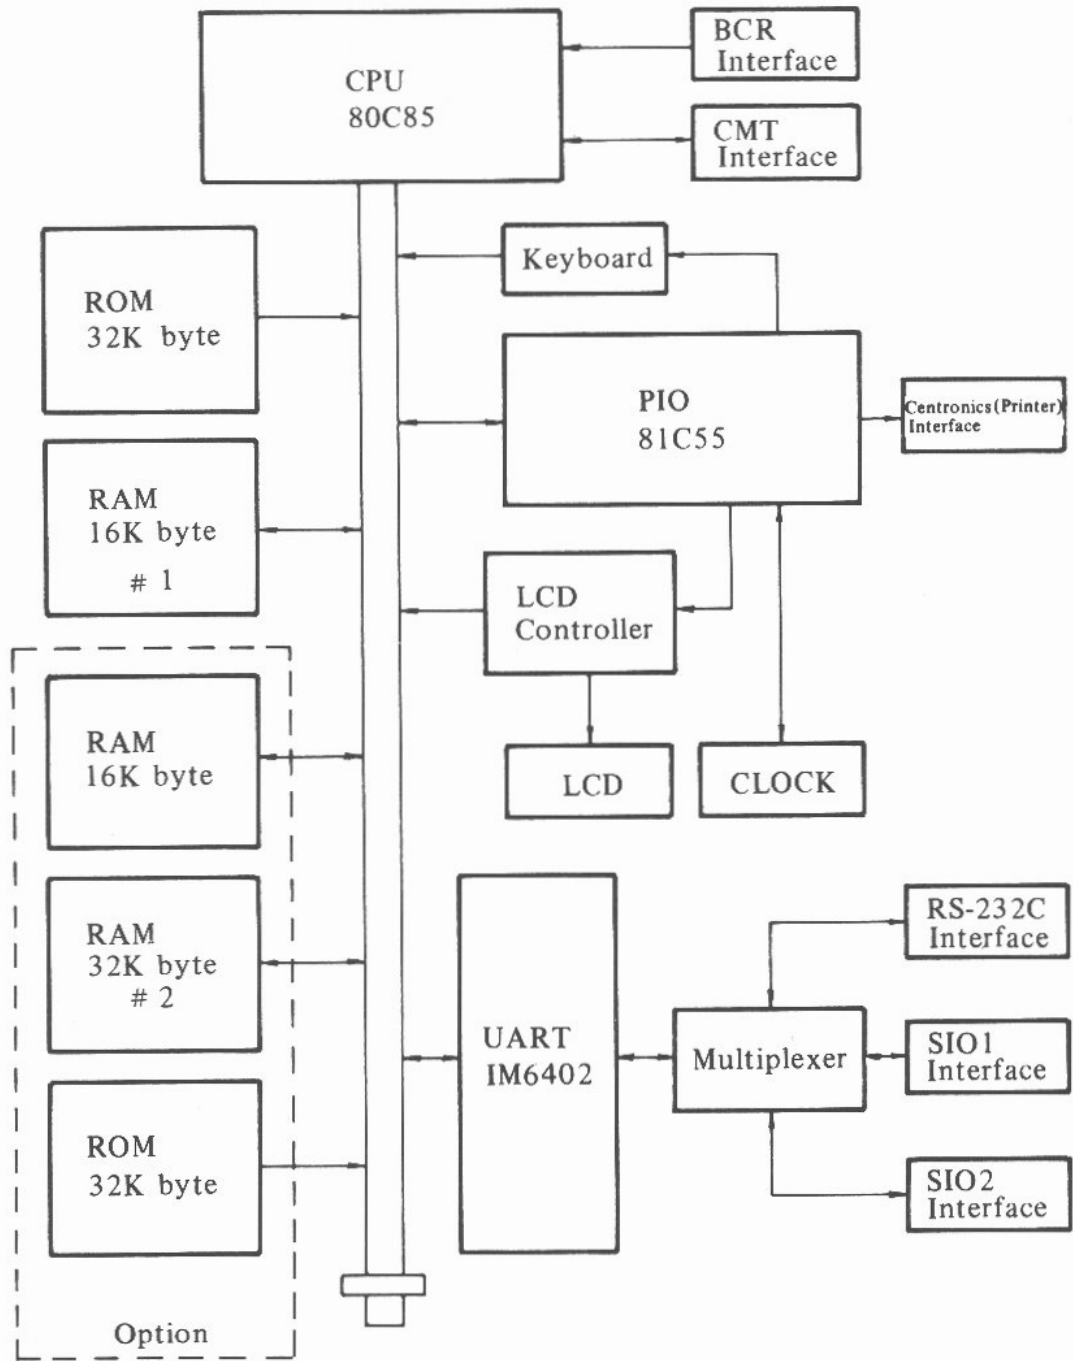 CPU
80C85
BCR
Interface
CMT
Interface
Keyboard
ROM
32K byte
PIO
81C55
Centronics(Printer)
Interface
RAM
16K byte
# 1
LCD
Controller
RAM
16K byte
LCD
CLOCK
RAM
32K byte
# 2
UART
IM6402
Multiplexer
RS-232C
Interface
SIO1
Interface
SIO2
Interface
ROM
32K byte
Option